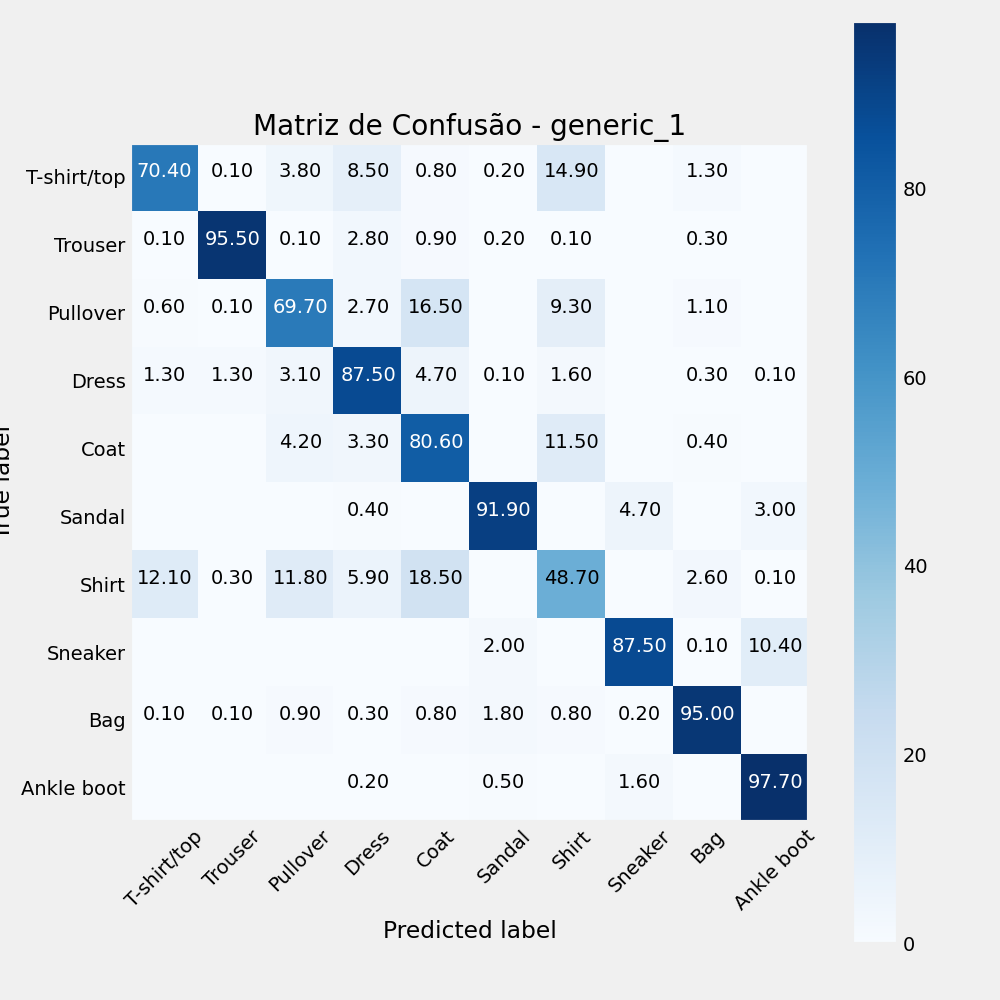 Matriz de Confusão - generic_1
T-shirt/top 70.40 0.10 3.80 8.50 0.80 0.20 14.90 1.30
Trouser 0.10 95.50 0.10 2.80 0.90 0.20 0.10 0.30
Pullover 0.60 0.10 69.70 2.70 16.50 9.30 1.10
Dress 1.30 1.30 3.10 87.50 4.70 0.10 1.60 0.30 0.10
Coat 4.20 3.30 80.60 11.50 0.40
Sandal 0.40 91.90 4.70 3.00
Shirt 12.10 0.30 11.80 5.90 18.50 48.70 2.60 0.10
Sneaker 2.00 87.50 0.10 10.40
Bag 0.10 0.10 0.90 0.30 0.80 1.80 0.80 0.20 95.00
Ankle boot 0.20 0.50 1.60 97.70
T-shirt/top Trouser Pullover Dress Coat Sandal Shirt Sneaker Bag Ankle boot
Predicted label
True label
80
60
40
20
0